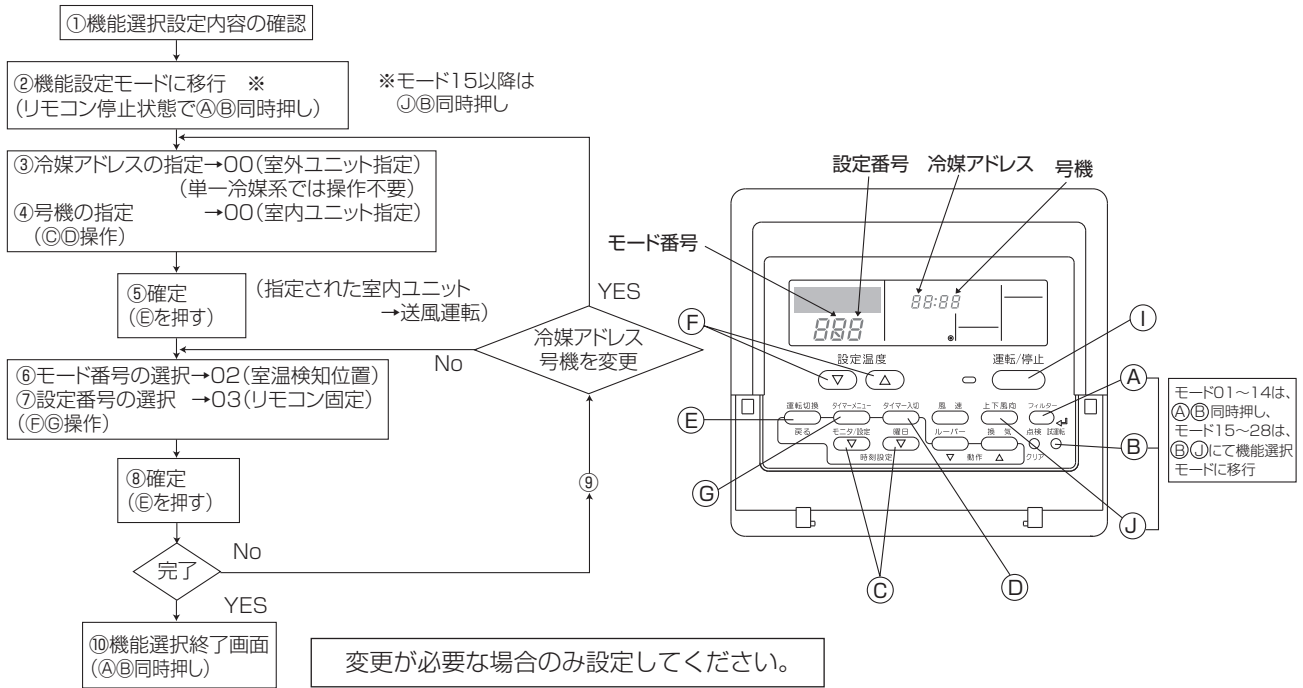 ①機能選択設定内容の確認
②機能設定モードに移行 ※
(リモコン停止状態でⒶⒷ同時押し)
※モード15以降は
ⒿⒷ同時押し
③冷媒アドレスの指定→00(室外ユニット指定)
(単一冷媒系では操作不要)
④号機の指定 →00(室内ユニット指定)
(ⒸⒹ操作)
⑤確定
(Ⓔを押す)
(指定された室内ユニット
→送風運転)
YES
冷媒アドレス
号機を変更
No
⑥モード番号の選択→02(室温検知位置)
⑦設定番号の選択 →03(リモコン固定)
(ⒻⒼ操作)
⑧確定
(Ⓔを押す)
⑨
完了
No
YES
⑩機能選択終了画面
(ⒶⒷ同時押し)
変更が必要な場合のみ設定してください。
設定番号 冷媒アドレス 号機
モード番号
88:88
888
設定温度 運転/停止
▽ △
運転切換 タイマーメニュー タイマー入切 風 速 上下風向 フィルター
戻る モニタ/設定 曜日 ルーバー 換 気 点検 試運転
▽ ▽
時刻設定 ▽ 動作 △ クリア
Ⓕ
Ⓔ
Ⓖ
Ⓒ
Ⓓ
Ⓘ
Ⓐ
Ⓑ
Ⓙ
モード01～14は、
ⒶⒷ同時押し、
モード15～28は、
ⒷⒿにて機能選択
モードに移行